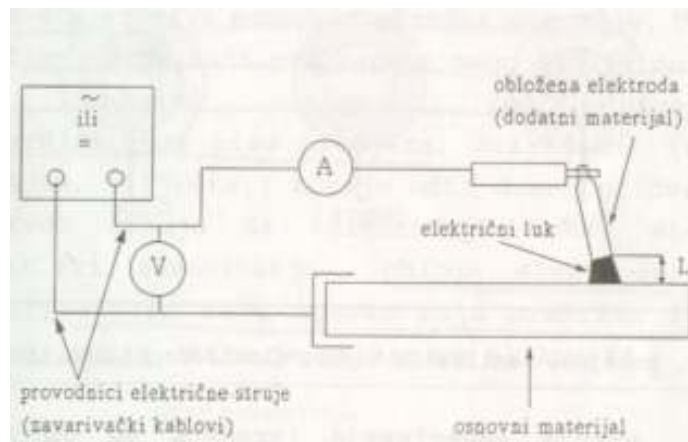 ~
ili
=
A
V
obložena elektroda
(dodatni materijal)
električni luk
L
provodnici električne struje
(zavarivački kablovi)
osnovni materijal